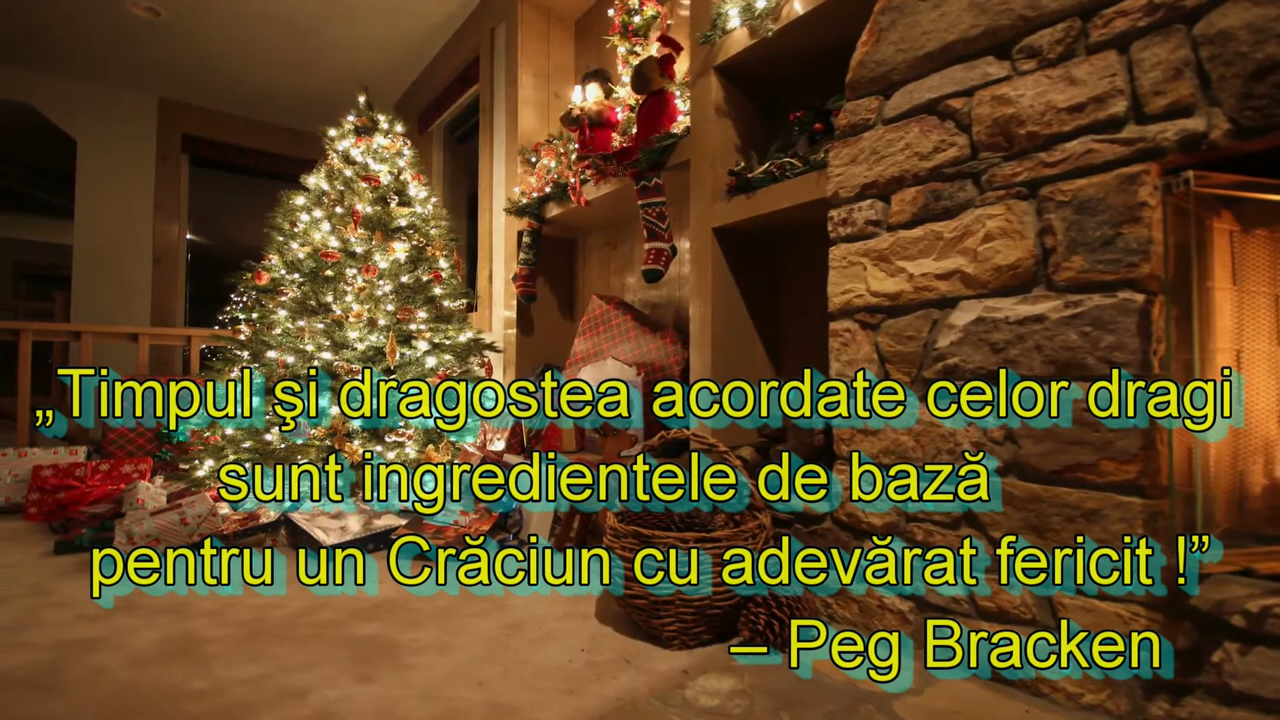 „Timpul şi dragostea acordate celor dragi
sunt ingredientele de bază
pentru un Crăciun cu adevărat fericit !”
– Peg Bracken